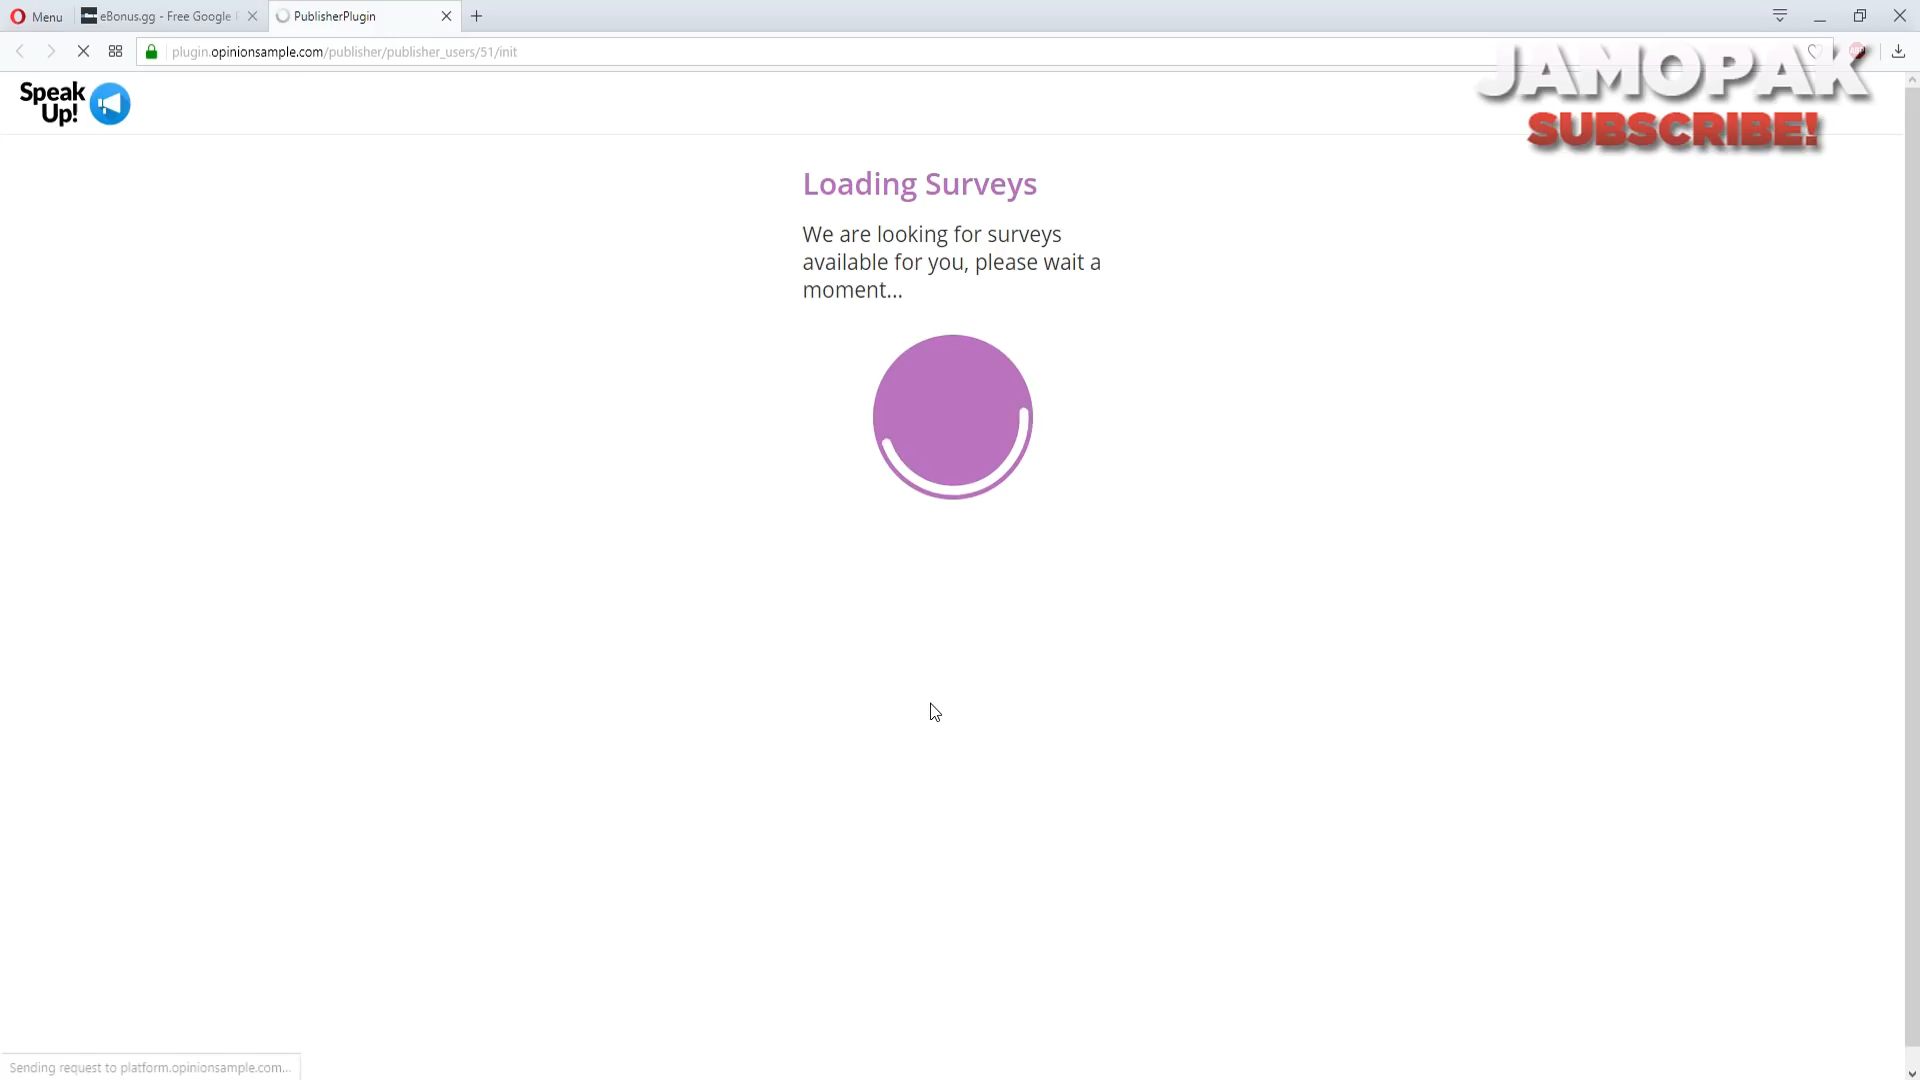 Menu
eBonus.gg - Free Google
PublisherPlugin
plugin.opinionsample.com/publisher/publisher_users/51/init
JAMOPAK
SUBSCRIBE!
Speak
Up!
Loading Surveys
We are looking for surveys
available for you, please wait a
moment...
Sending request to platform.opinionsample.com...